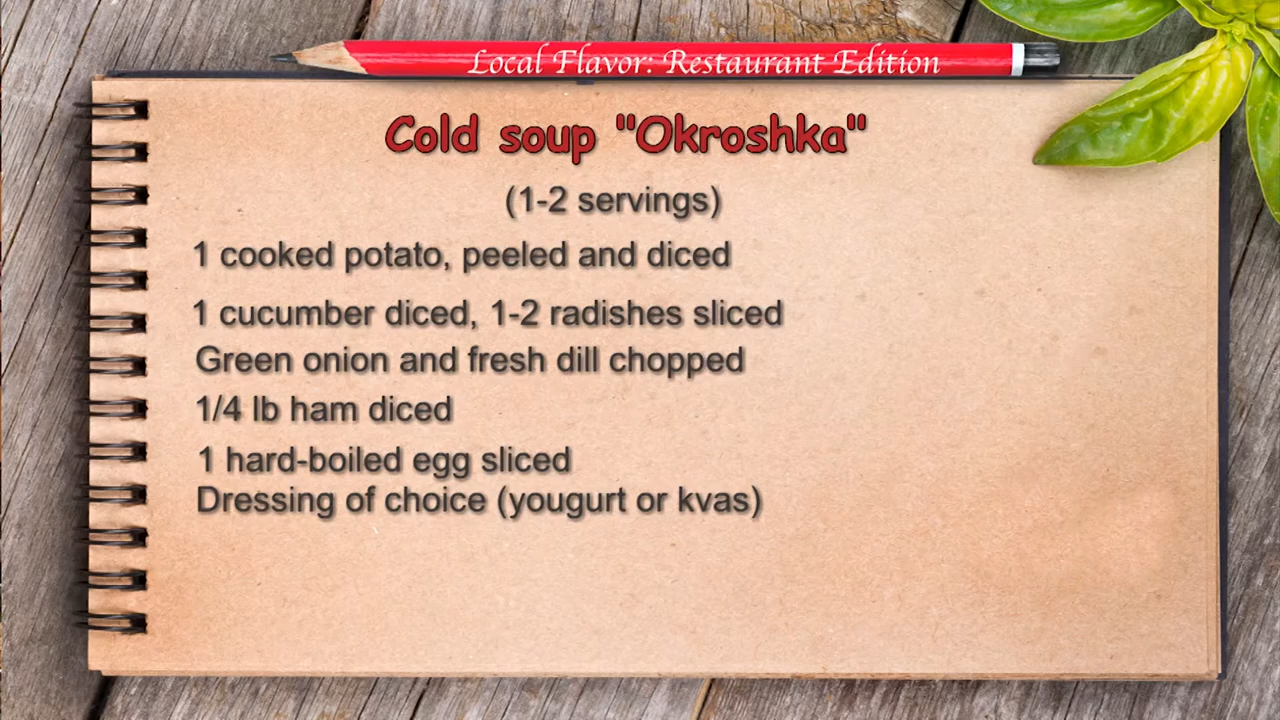 Local Flavor: Restaurant Edition
Cold soup "Okroshka"
(1-2 servings)
1 cooked potato, peeled and diced
1 cucumber diced, 1-2 radishes sliced
Green onion and fresh dill chopped
1/4 lb ham diced
1 hard-boiled egg sliced
Dressing of choice (yougurt or kvas)